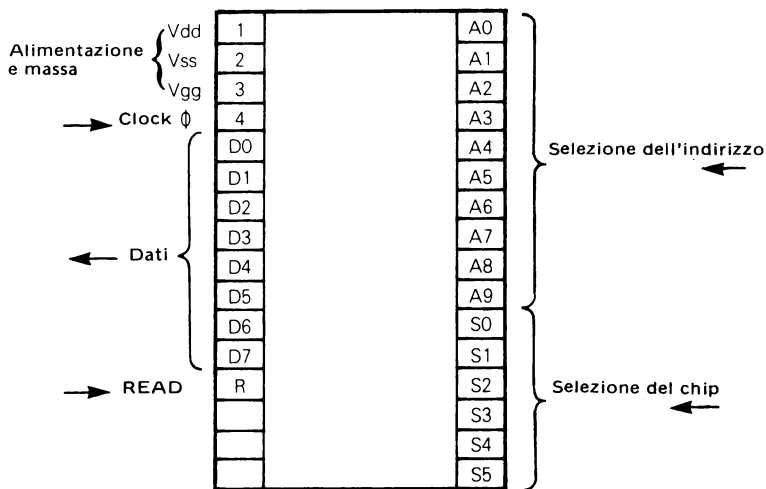 Alimentazione
e massa
Vdd
Vss
Vgg
Clock ϕ
Dati
READ
1
2
3
4
D0
D1
D2
D3
D4
D5
D6
D7
R
A0
A1
A2
A3
A4
A5
A6
A7
A8
A9
S0
S1
S2
S3
S4
S5
Selezione dell'indirizzo
Selezione del chip